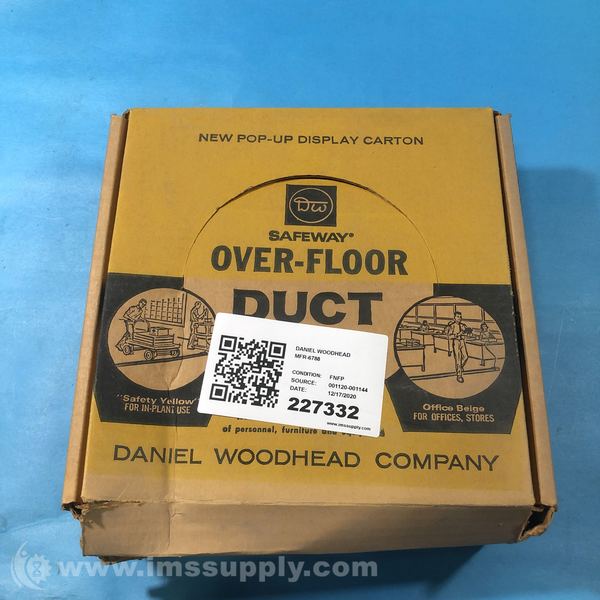 NEW POP-UP DISPLAY CARTON
DW
SAFEWAY®
OVER-FLOOR
DUCT
DANIEL WOODHEAD
MFR-6788
CONDITION: FNFP
SOURCE: 001120-001144
DATE: 12/17/2020
227332
www.imssupply.com
"Safety Yellow"
FOR IN-PLANT USE
Office Beige
FOR OFFICES, STORES
of personnel, furniture and
DANIEL WOODHEAD COMPANY
© www.imssupply.com